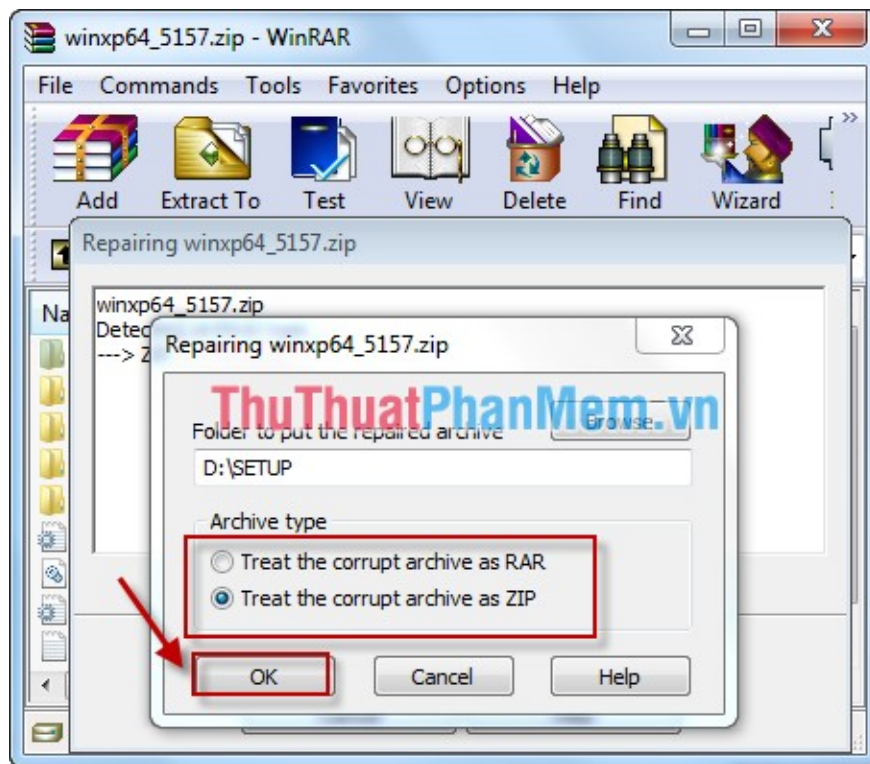 winxp64_5157.zip - WinRAR
File Commands Tools Favorites Options Help
Add Extract To Test View Delete Find Wizard
Repairing winxp64_5157.zip
winxp64_5157.zip
Repairing winxp64_5157.zip
ThuThuatPhanMem.vn
Folder to put the repaired archive Browse...
D:\SETUP
Archive type
Treat the corrupt archive as RAR
Treat the corrupt archive as ZIP
OK Cancel Help